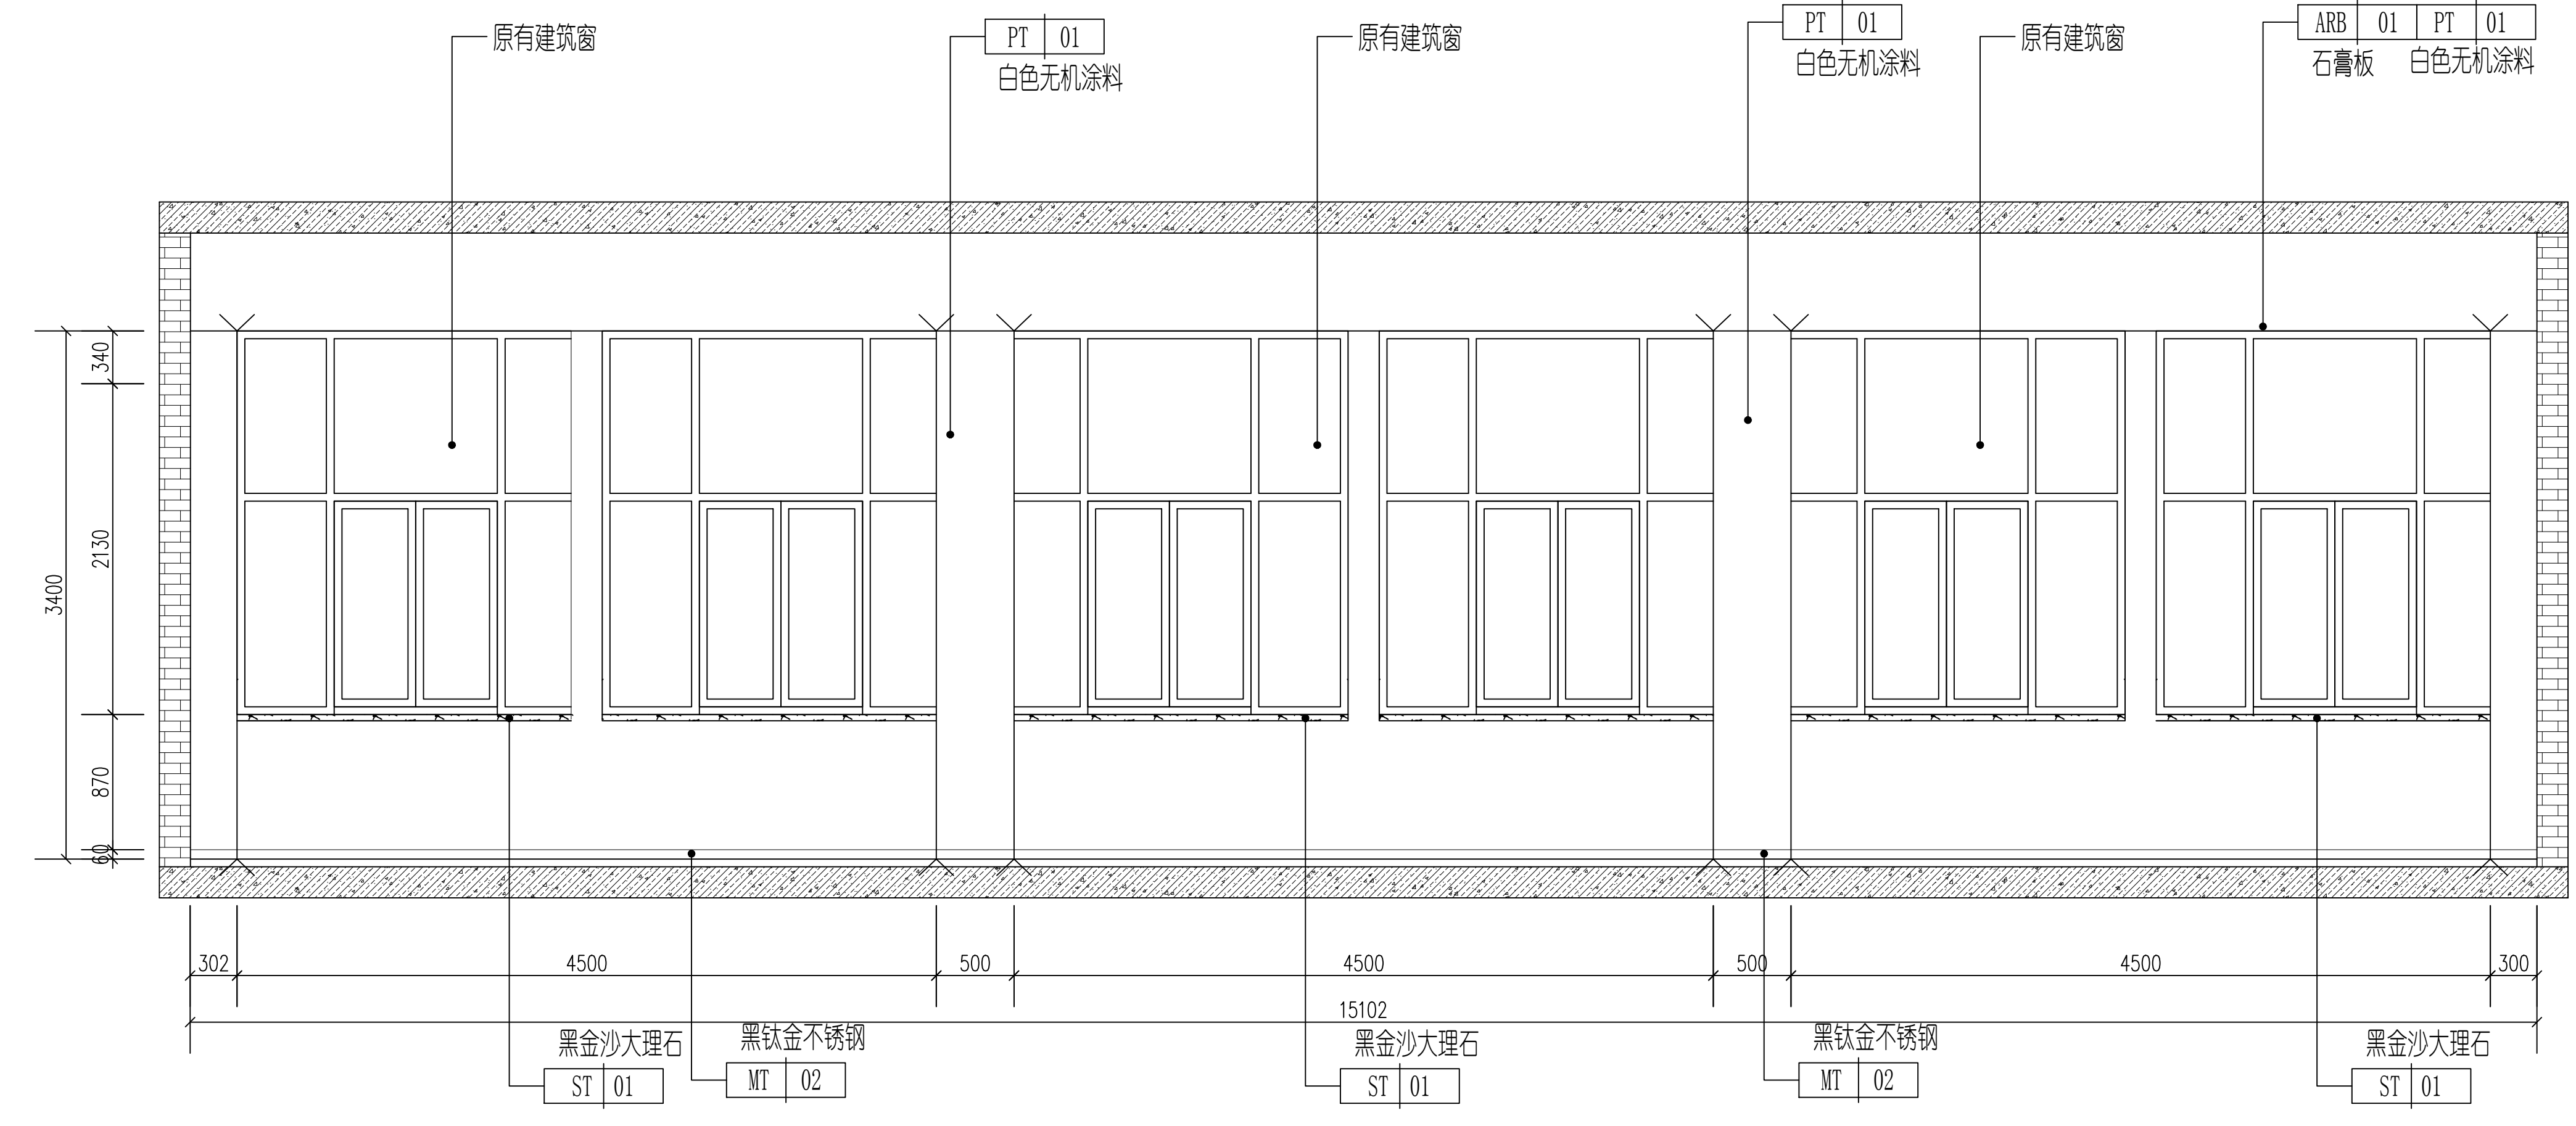 原有建筑窗
PT 01
白色无机涂料
原有建筑窗
PT 01
白色无机涂料
原有建筑窗
ARB 01 PT 01
石膏板 白色无机涂料
340
2130
3400
870
60
302 4500 500 4500 500 4500 300
15102
黑金沙大理石
ST 01
黑钛金不锈钢
MT 02
黑金沙大理石
ST 01
黑钛金不锈钢
MT 02
黑金沙大理石
ST 01